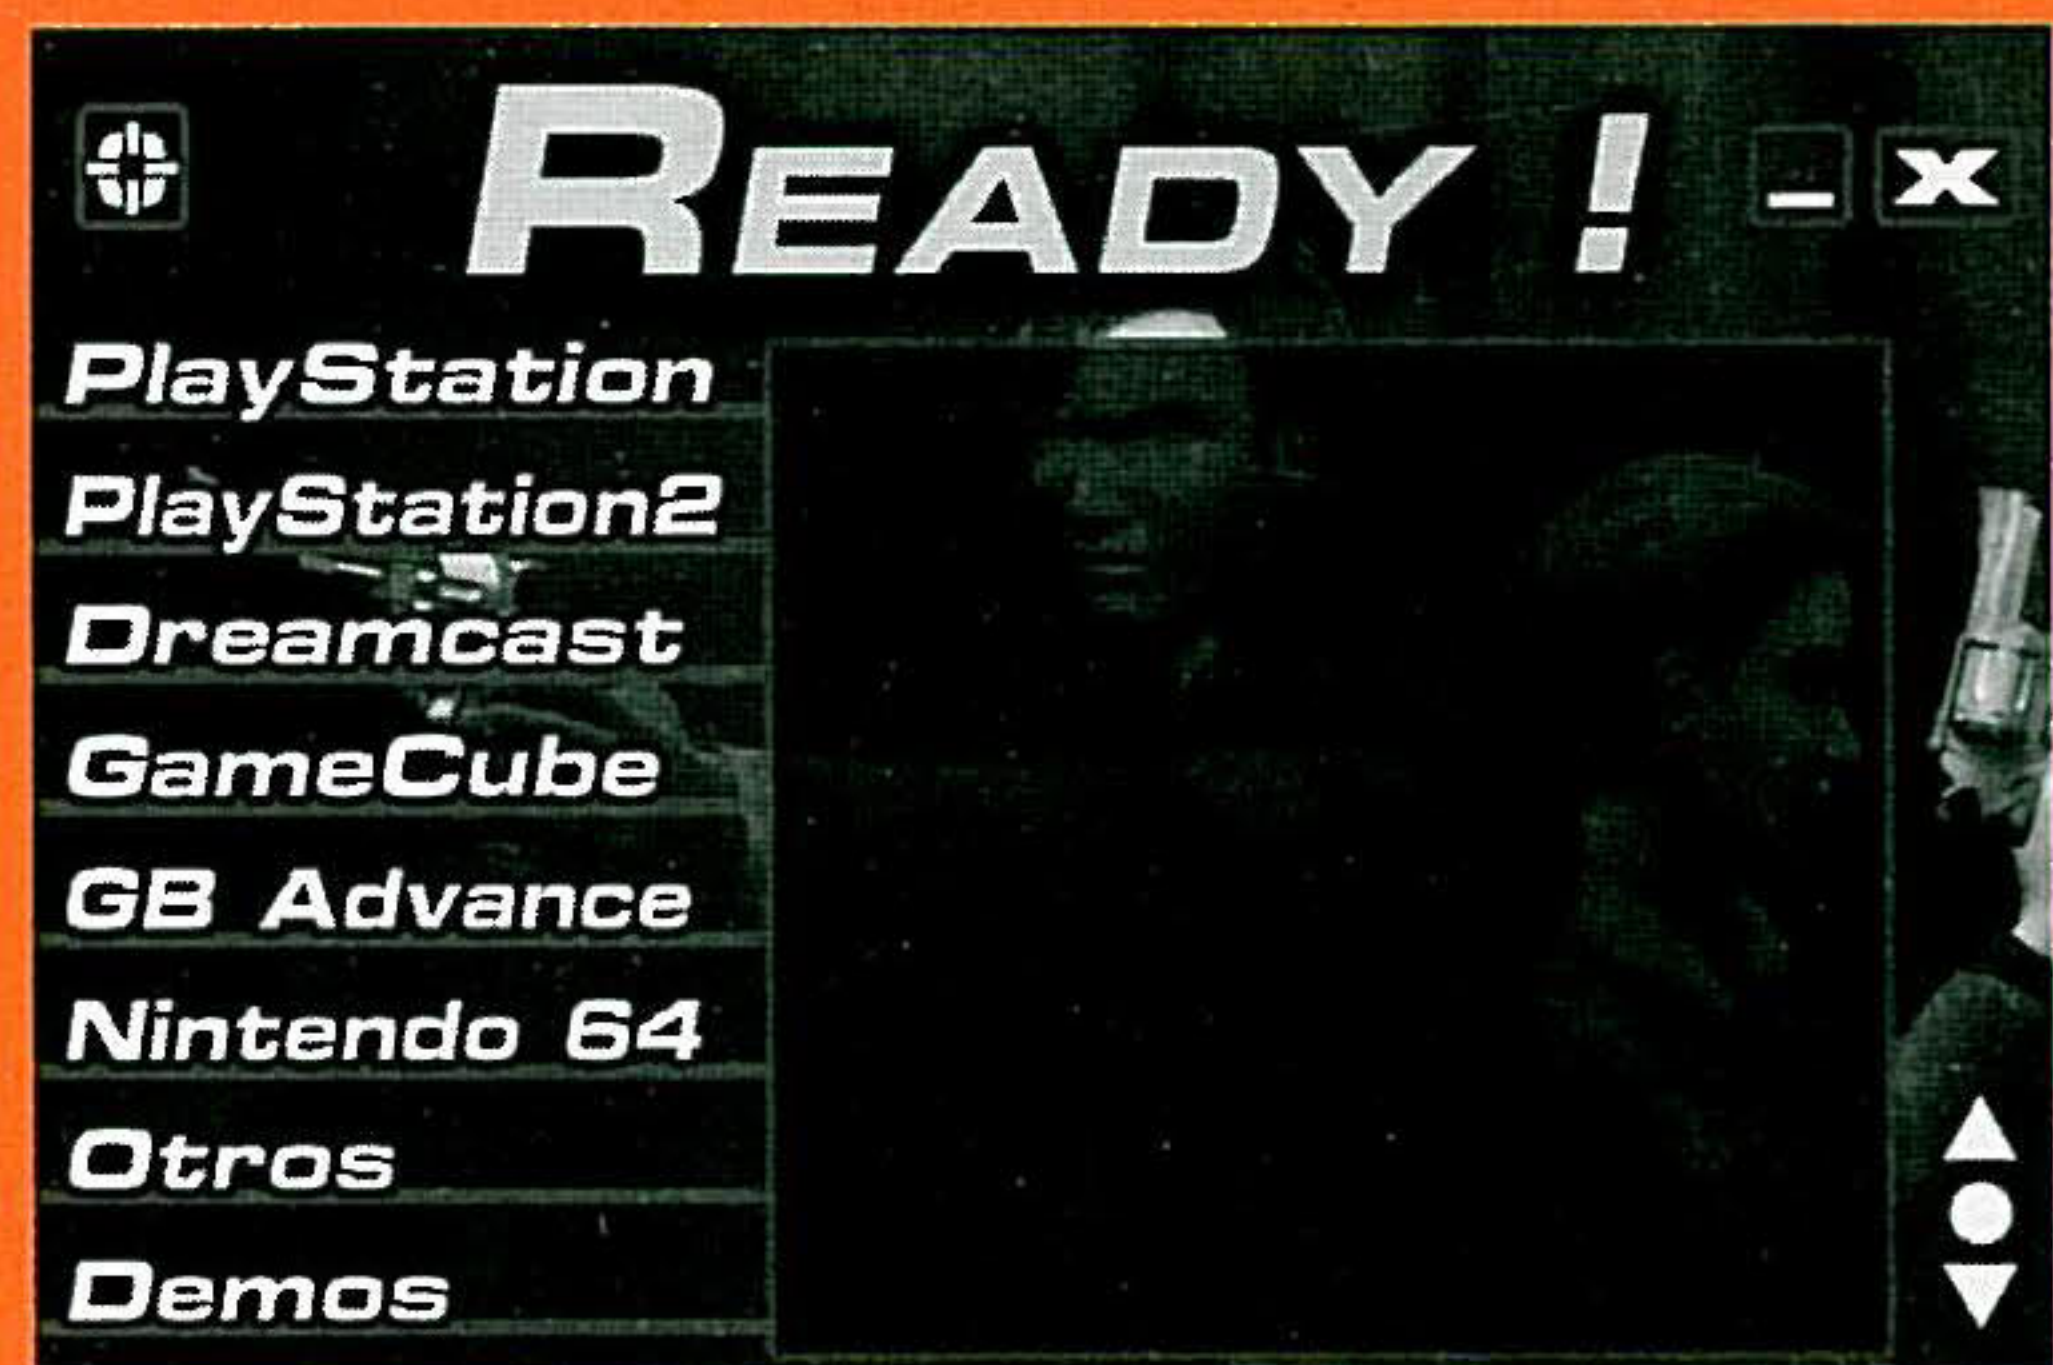 READY !
PlayStation
PlayStation2
Dreamcast
GameCube
GB Advance
Nintendo 64
Otros
Demos